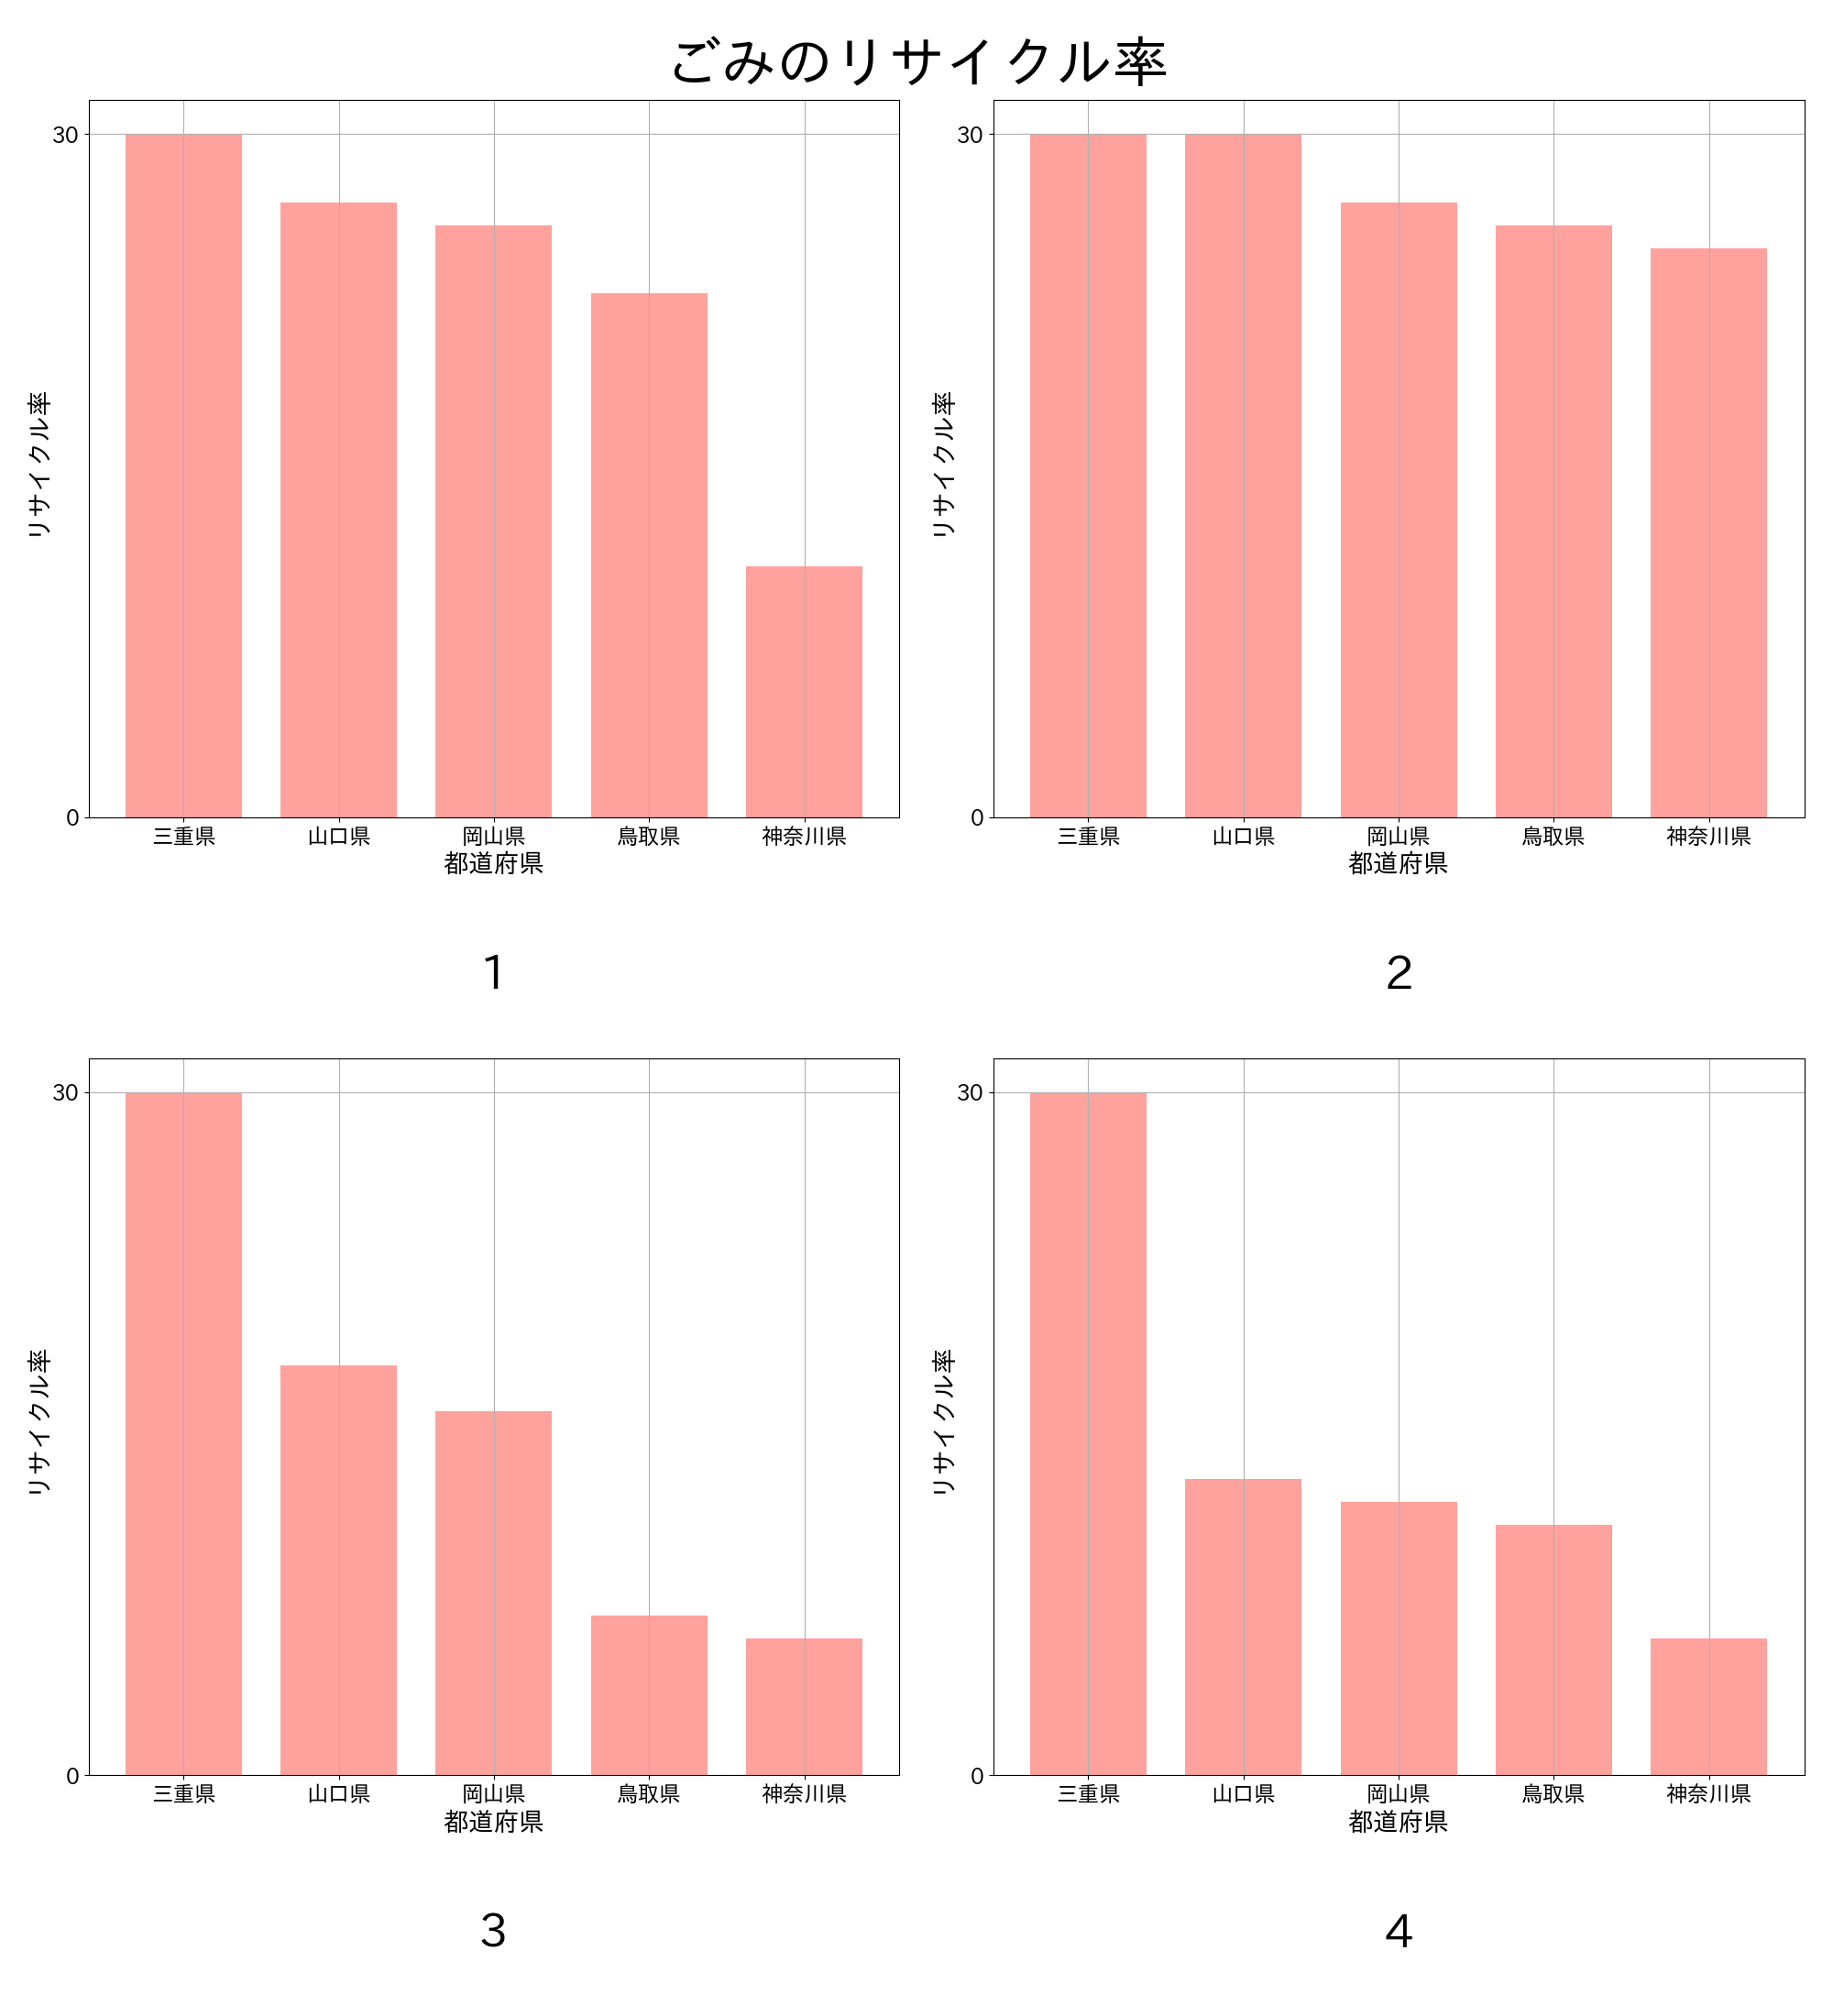 ごみのリサイクル率
30
0
リサイクル率
三重県 山口県 岡山県 鳥取県 神奈川県
都道府県
1
30
0
リサイクル率
三重県 山口県 岡山県 鳥取県 神奈川県
都道府県
2
30
0
リサイクル率
三重県 山口県 岡山県 鳥取県 神奈川県
都道府県
3
30
0
リサイクル率
三重県 山口県 岡山県 鳥取県 神奈川県
都道府県
4